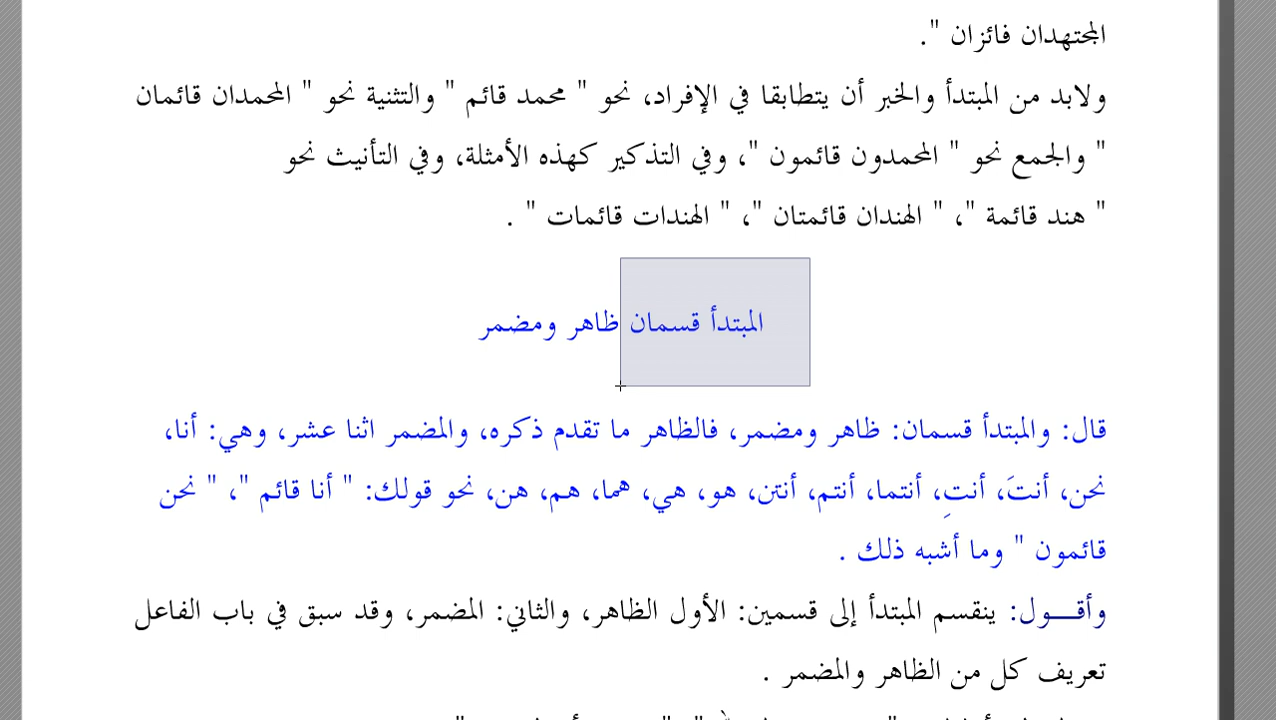 المجتهدان فائزان ".
ولابد من المبتدأ والخبر أن يتطابقا في الإفراد، نحو " محمد قائم " والتثنية نحو " المحمدان قائمان
" والجمع نحو " المحمدون قائمون "، وفي التذكير كهذه الأمثلة، وفي التأنيث نحو
" هند قائمة "، " الهندان قائمتان "، " الهندات قائمات " .
المبتدأ قسمان ظاهر ومضمر
قال: والمبتدأ قسمان: ظاهر ومضمر، فالظاهر ما تقدم ذكره، والمضمر اثنا عشر، وهي: أنا،
نحن، أنتَ، أنتِ، أنتما، أنتم، أنتن، هو، هي، هما، هم، هن، نحو قولك: " أنا قائم "، " نحن
قائمون " وما أشبه ذلك .
وأقــــول: ينقسم المبتدأ إلى قسمين: الأول الظاهر، والثاني: المضمر، وقد سبق في باب الفاعل
تعريف كل من الظاهر والمضمر .